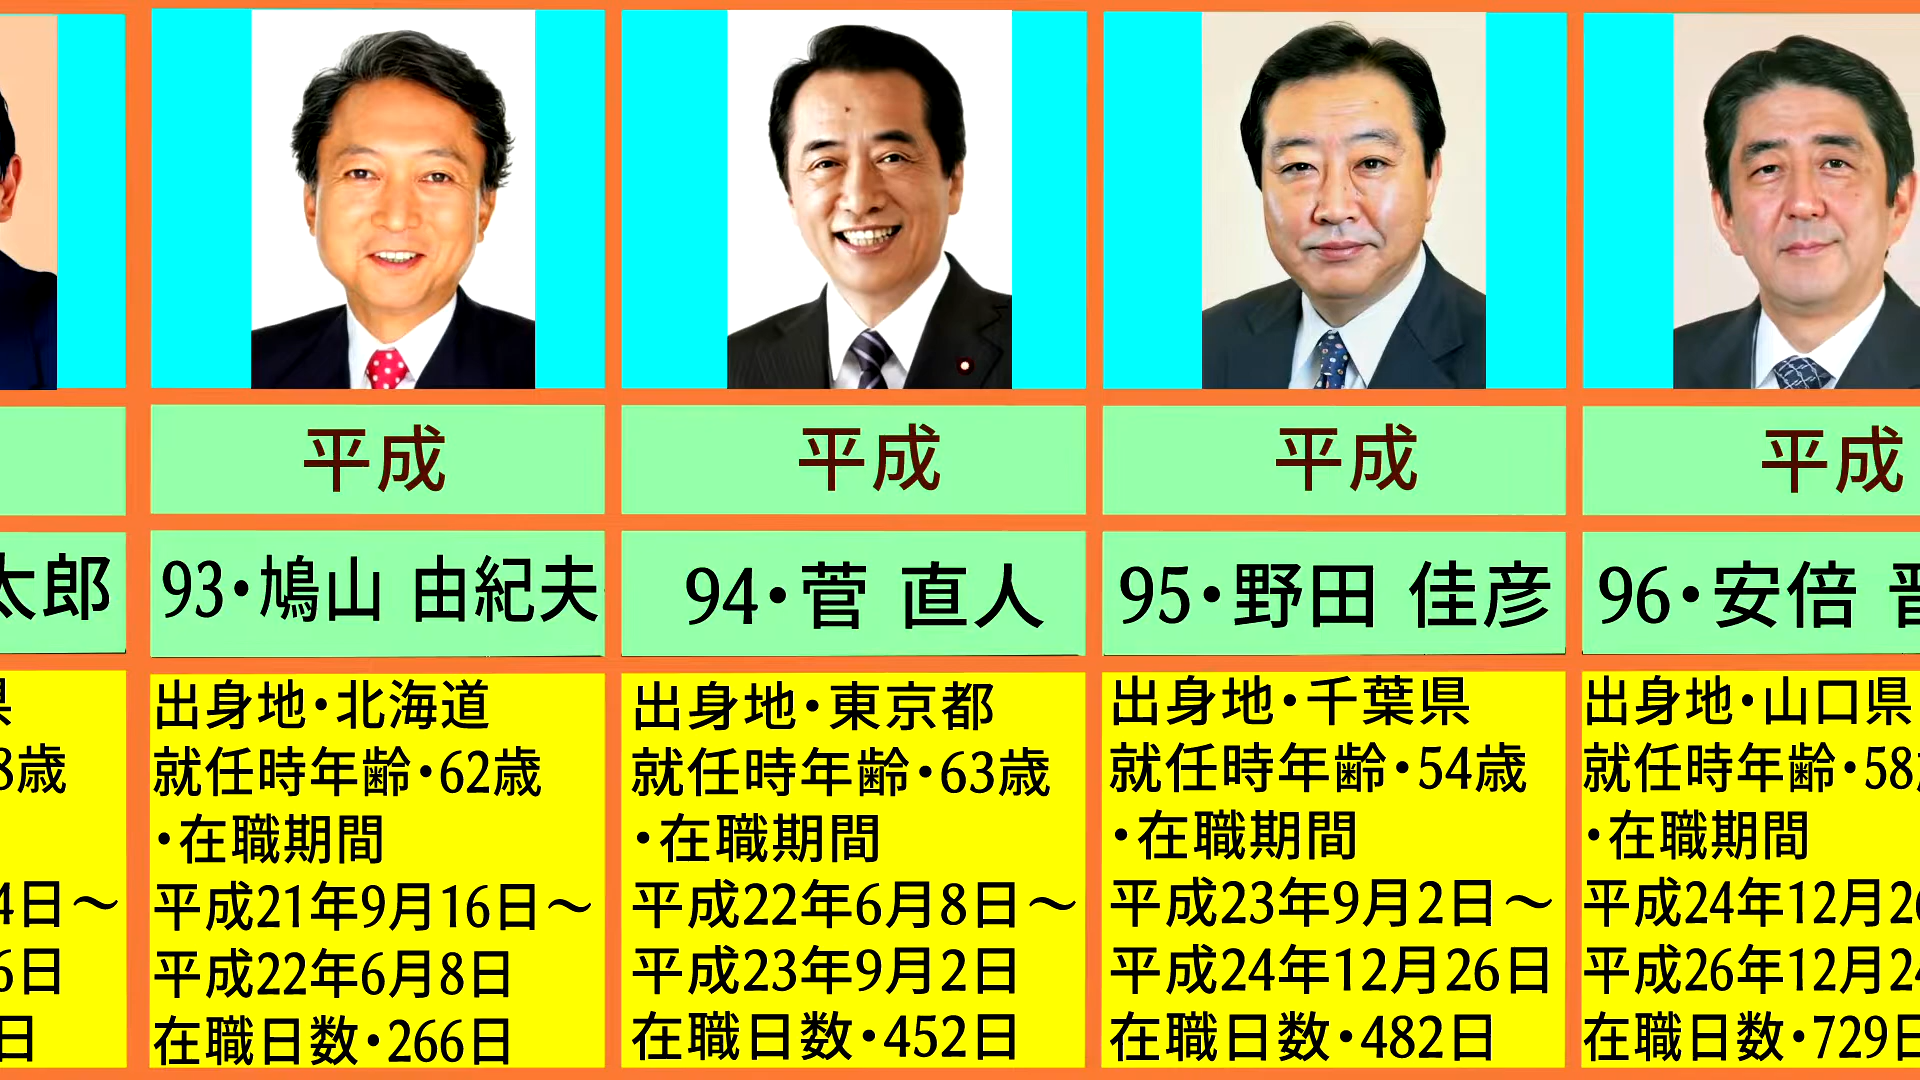 太郎
県
8歳
4日～
6日
日
平成
93・鳩山 由紀夫
出身地・北海道
就任時年齢・62歳
・在職期間
平成21年9月16日～
平成22年6月8日
在職日数・266日
平成
94・菅 直人
出身地・東京都
就任時年齢・63歳
・在職期間
平成22年6月8日～
平成23年9月2日
在職日数・452日
平成
95・野田 佳彦
出身地・千葉県
就任時年齢・54歳
・在職期間
平成23年9月2日～
平成24年12月26日
在職日数・482日
平成
96・安倍 晋
出身地・山口県
就任時年齢・58歳
・在職期間
平成24年12月26
平成26年12月24
在職日数・729日